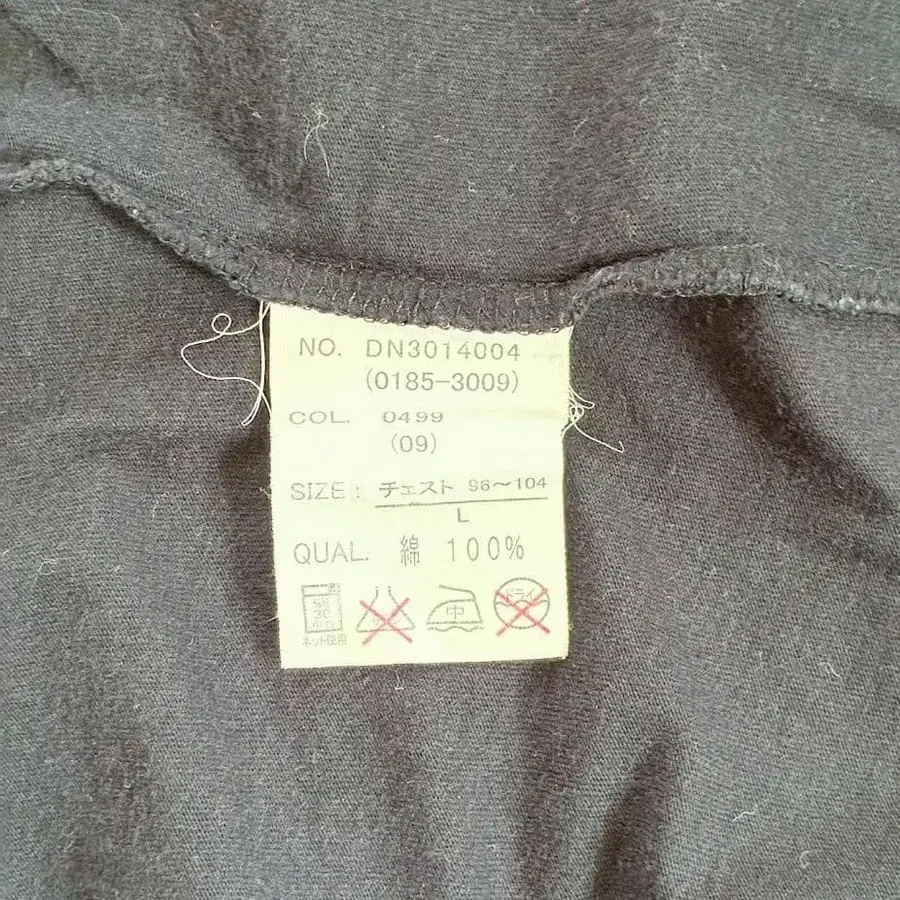 NO. DN3014004
(0185-3009)
COL. 0499
(09)
SIZE: チェスト 96～104
L
QUAL. 綿 100%
30
中
ドライ
ネット使用